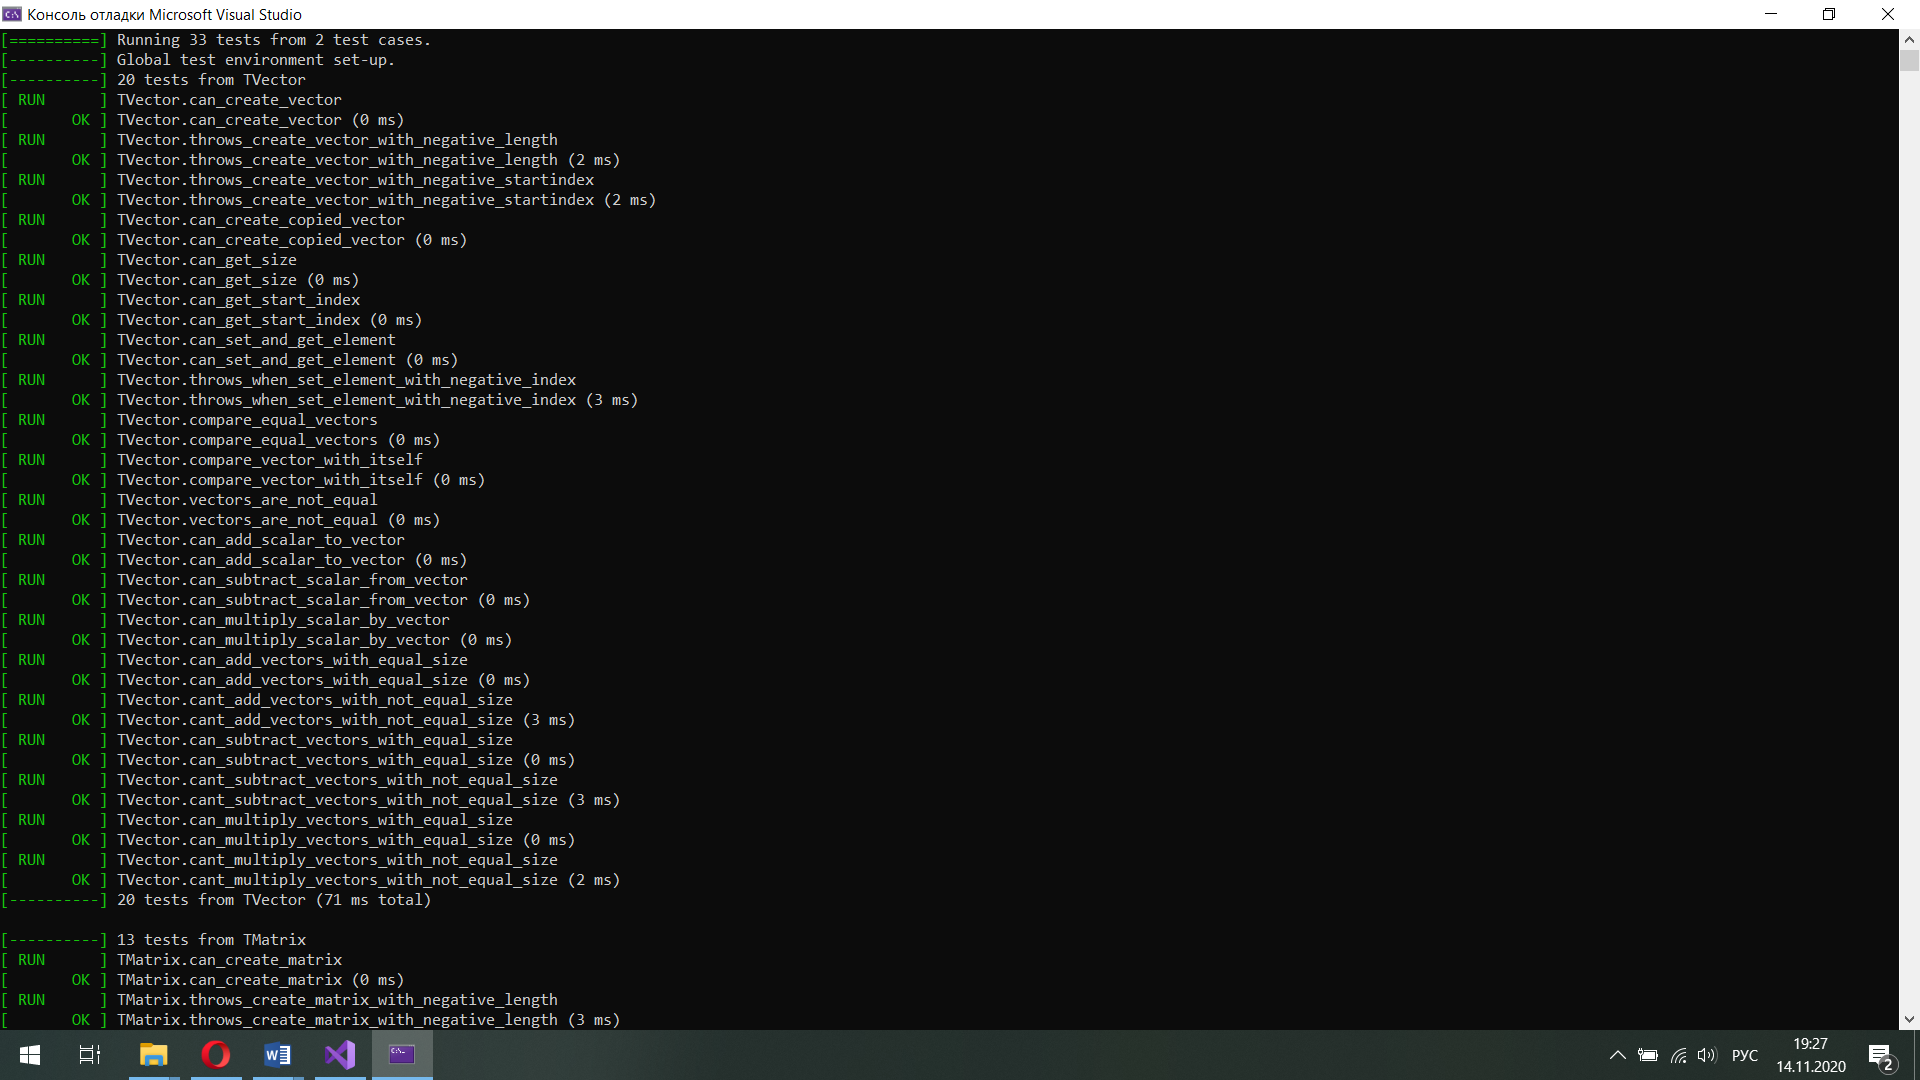 Консоль отладки Microsoft Visual Studio
[==========] Running 33 tests from 2 test cases.
[----------] Global test environment set-up.
[----------] 20 tests from TVector
[ RUN      ] TVector.can_create_vector
[       OK ] TVector.can_create_vector (0 ms)
[ RUN      ] TVector.throws_create_vector_with_negative_length
[       OK ] TVector.throws_create_vector_with_negative_length (2 ms)
[ RUN      ] TVector.throws_create_vector_with_negative_startindex
[       OK ] TVector.throws_create_vector_with_negative_startindex (2 ms)
[ RUN      ] TVector.can_create_copied_vector
[       OK ] TVector.can_create_copied_vector (0 ms)
[ RUN      ] TVector.can_get_size
[       OK ] TVector.can_get_size (0 ms)
[ RUN      ] TVector.can_get_start_index
[       OK ] TVector.can_get_start_index (0 ms)
[ RUN      ] TVector.can_set_and_get_element
[       OK ] TVector.can_set_and_get_element (0 ms)
[ RUN      ] TVector.throws_when_set_element_with_negative_index
[       OK ] TVector.throws_when_set_element_with_negative_index (3 ms)
[ RUN      ] TVector.compare_equal_vectors
[       OK ] TVector.compare_equal_vectors (0 ms)
[ RUN      ] TVector.compare_vector_with_itself
[       OK ] TVector.compare_vector_with_itself (0 ms)
[ RUN      ] TVector.vectors_are_not_equal
[       OK ] TVector.vectors_are_not_equal (0 ms)
[ RUN      ] TVector.can_add_scalar_to_vector
[       OK ] TVector.can_add_scalar_to_vector (0 ms)
[ RUN      ] TVector.can_subtract_scalar_from_vector
[       OK ] TVector.can_subtract_scalar_from_vector (0 ms)
[ RUN      ] TVector.can_multiply_scalar_by_vector
[       OK ] TVector.can_multiply_scalar_by_vector (0 ms)
[ RUN      ] TVector.can_add_vectors_with_equal_size
[       OK ] TVector.can_add_vectors_with_equal_size (0 ms)
[ RUN      ] TVector.cant_add_vectors_with_not_equal_size
[       OK ] TVector.cant_add_vectors_with_not_equal_size (3 ms)
[ RUN      ] TVector.can_subtract_vectors_with_equal_size
[       OK ] TVector.can_subtract_vectors_with_equal_size (0 ms)
[ RUN      ] TVector.cant_subtract_vectors_with_not_equal_size
[       OK ] TVector.cant_subtract_vectors_with_not_equal_size (3 ms)
[ RUN      ] TVector.can_multiply_vectors_with_equal_size
[       OK ] TVector.can_multiply_vectors_with_equal_size (0 ms)
[ RUN      ] TVector.cant_multiply_vectors_with_not_equal_size
[       OK ] TVector.cant_multiply_vectors_with_not_equal_size (2 ms)
[----------] 20 tests from TVector (71 ms total)
[----------] 13 tests from TMatrix
[ RUN      ] TMatrix.can_create_matrix
[       OK ] TMatrix.can_create_matrix (0 ms)
[ RUN      ] TMatrix.throws_create_matrix_with_negative_length
[       OK ] TMatrix.throws_create_matrix_with_negative_length (3 ms)
РУС
19:27
14.11.2020
2